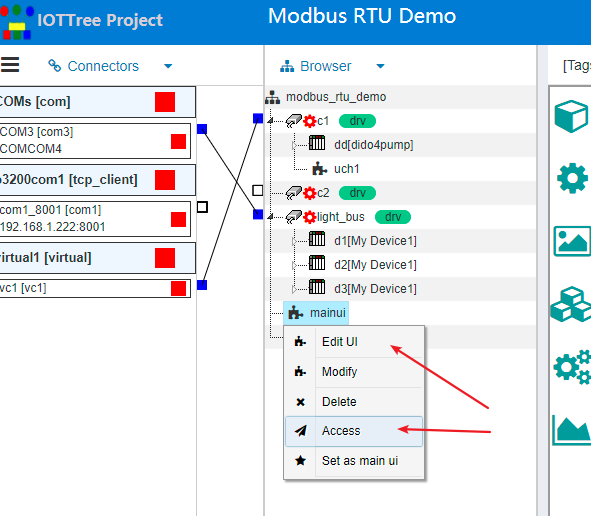 IOTTree Project
Modbus RTU Demo
Connectors
Browser
[Tags
COMs [com]
COM3 [com3]
COMCOM4
o3200com1 [tcp_client]
com1_8001 [com1]
192.168.1.222:8001
virtual1 [virtual]
vc1 [vc1]
modbus_rtu_demo
c1 drv
dd[dido4pump]
uch1
c2 drv
light_bus drv
d1[My Device1]
d2[My Device1]
d3[My Device1]
mainui
Edit UI
Modify
Delete
Access
Set as main ui